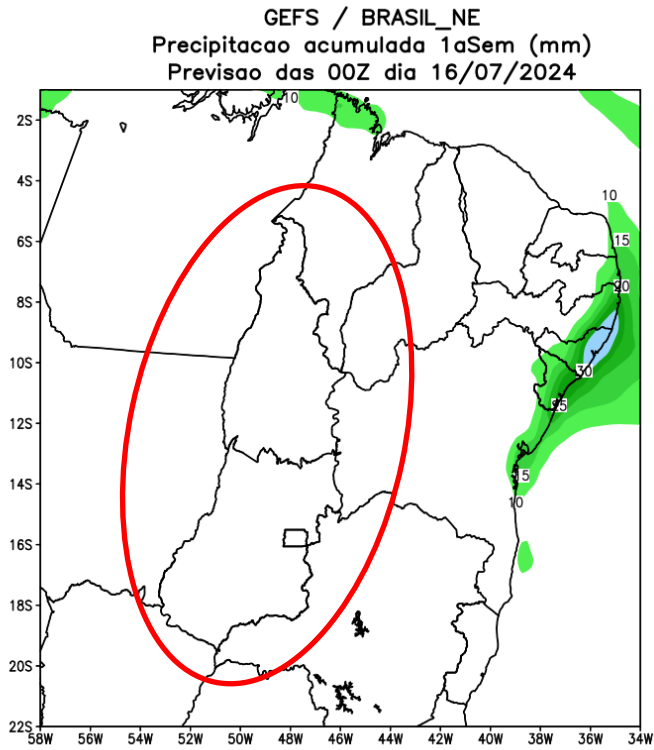 GEFS / BRASIL_NE
Precipitacao acumulada 1aSem (mm)
Previsao das 00Z dia 16/07/2024
10
2S
4S
10
6S
15
8S
20
10S
30
12S
25
14S
15
10
16S
18S
20S
22S
58W 56W 54W 52W 50W 48W 46W 44W 42W 40W 38W 36W 34W